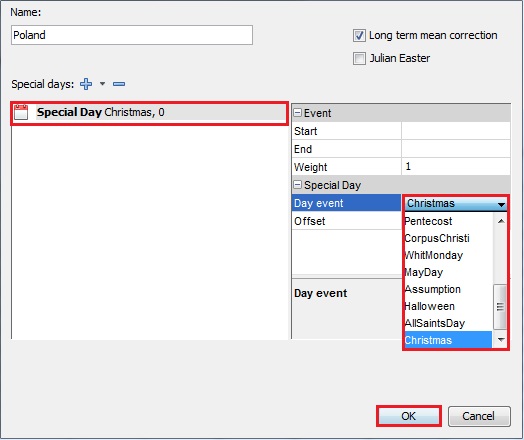 Name:
Poland
Long term mean correction
Julian Easter
Special days:
Special Day Christmas, 0
Event
Start
End
Weight 1
Special Day
Day event Christmas
Offset
Pentecost
CorpusChristi
WhitMonday
MayDay
Assumption
Halloween
AllSaintsDay
Christmas
Day event
OK Cancel